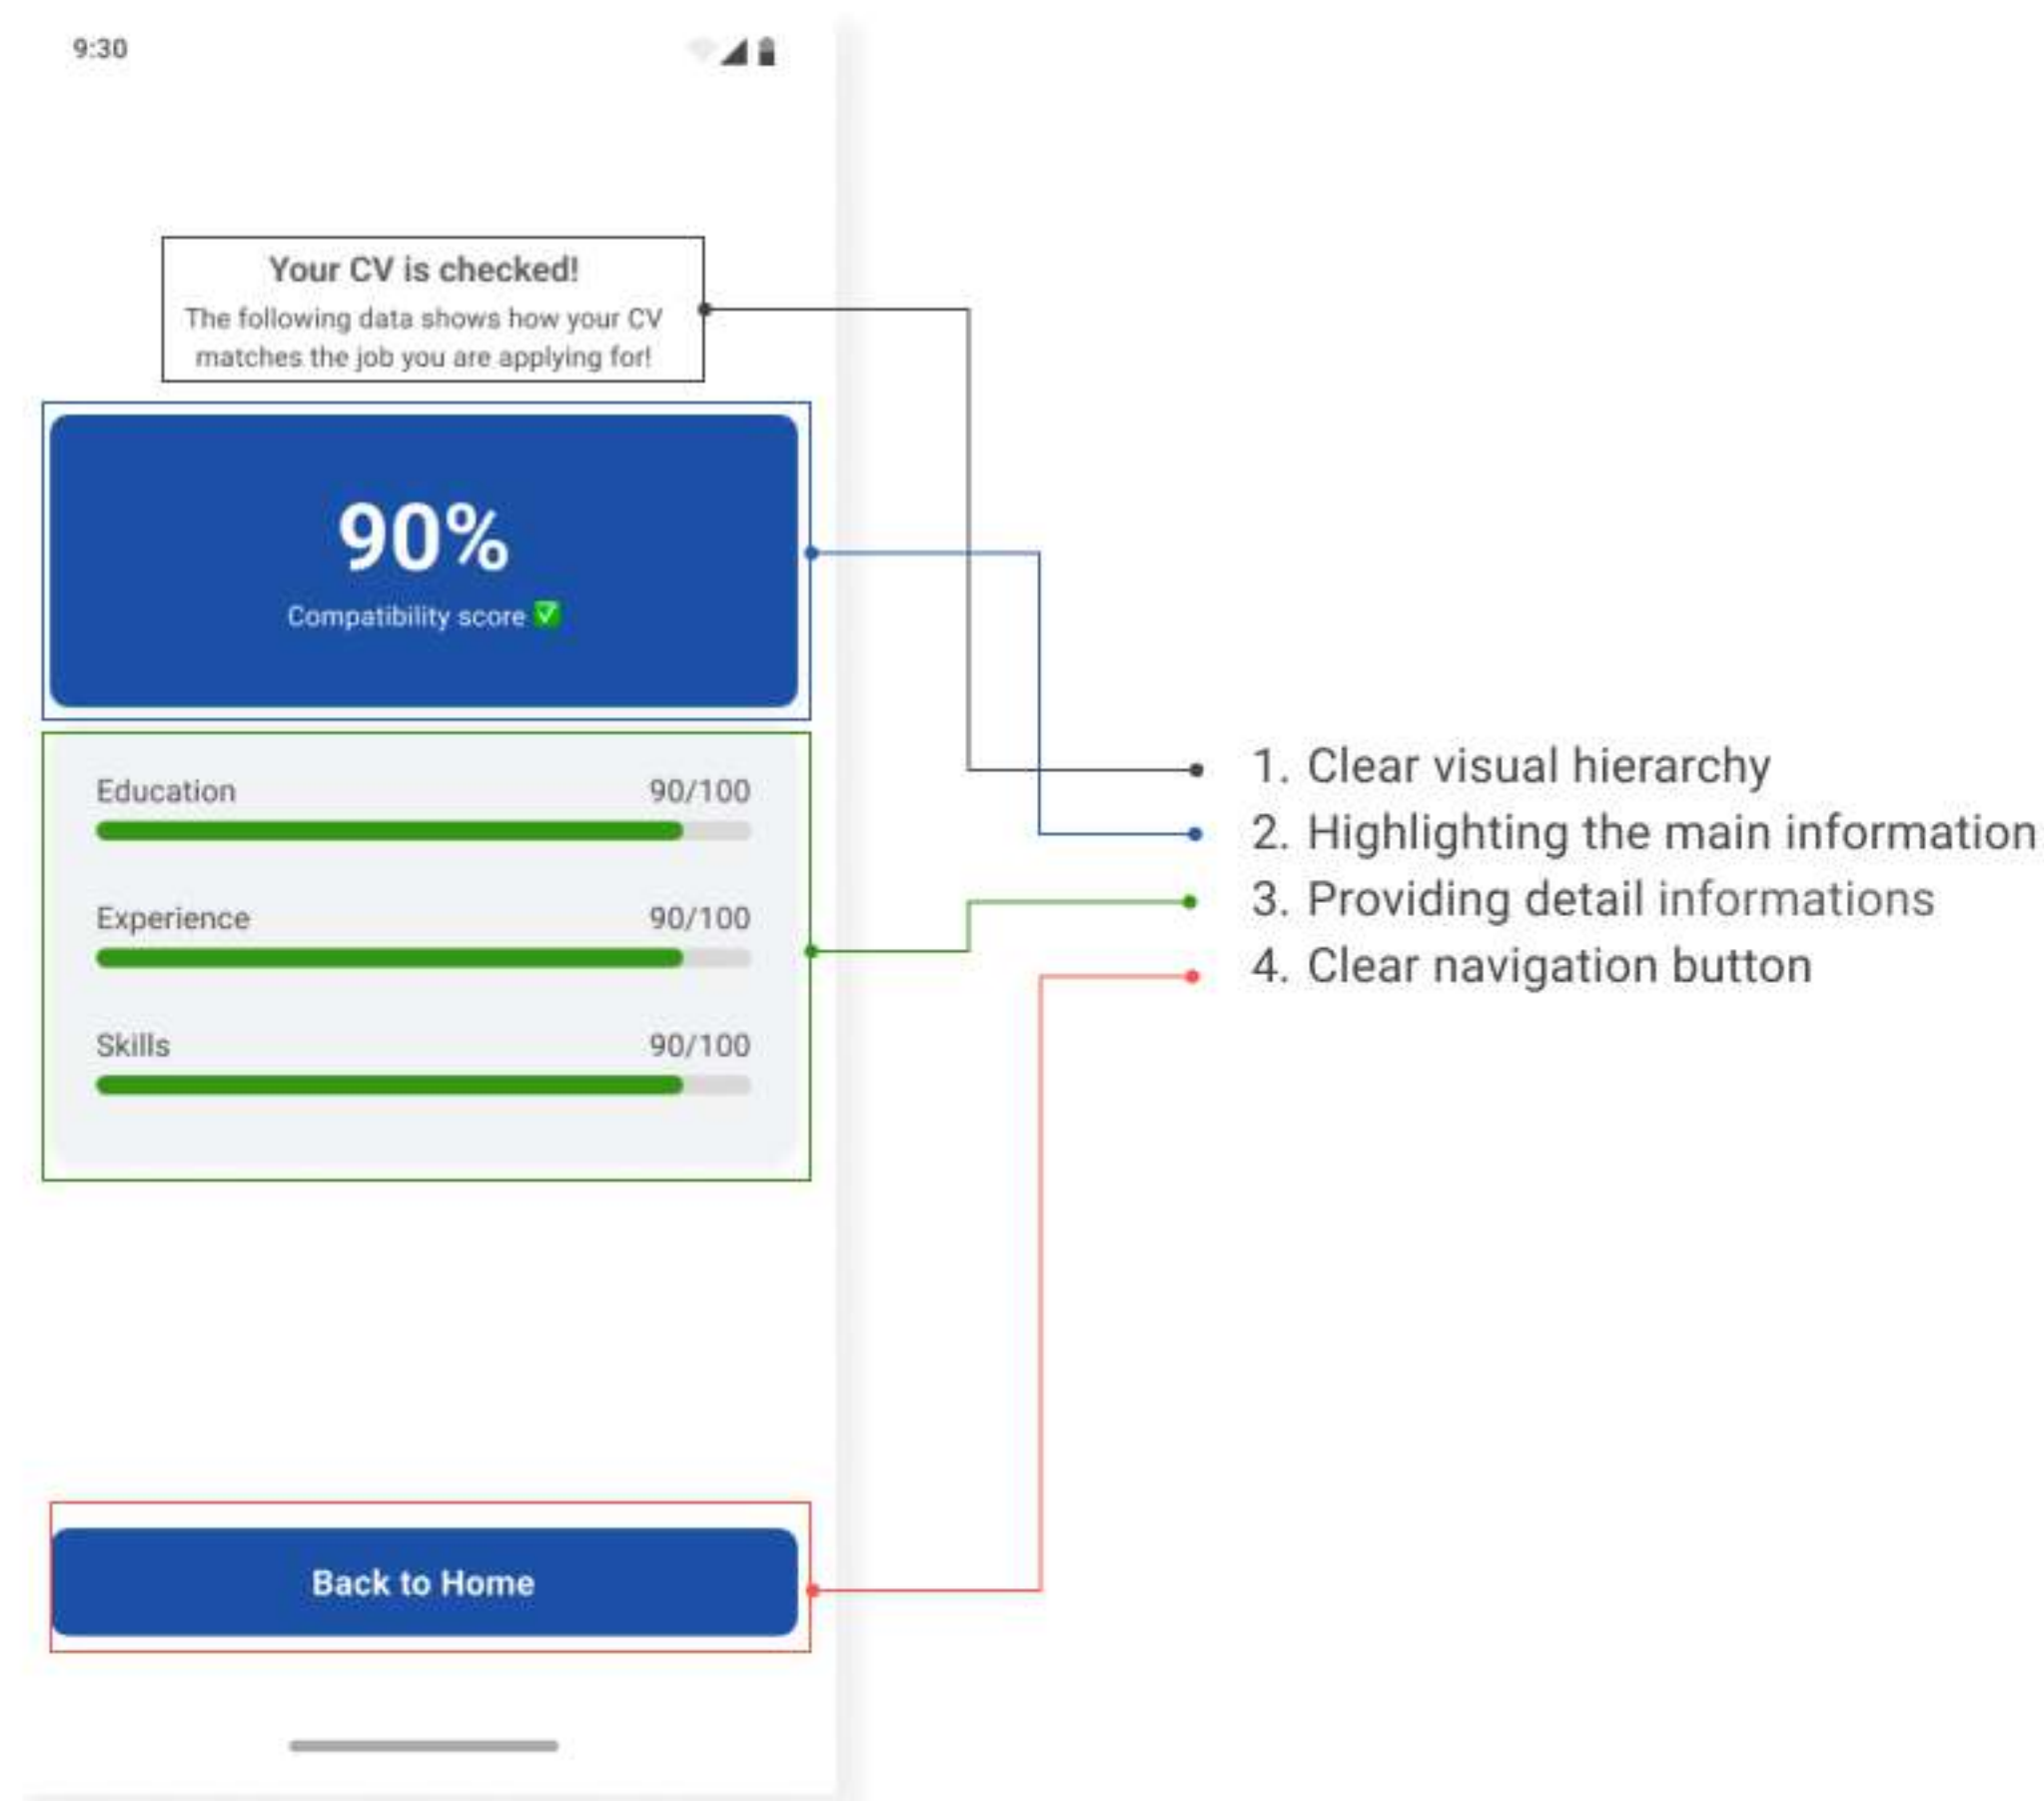 9:30
Your CV is checked!
The following data shows how your CV
matches the job you are applying for!
90%
Compatibility score ✅
Education 90/100
Experience 90/100
Skills 90/100
Back to Home
1. Clear visual hierarchy
2. Highlighting the main information
3. Providing detail informations
4. Clear navigation button